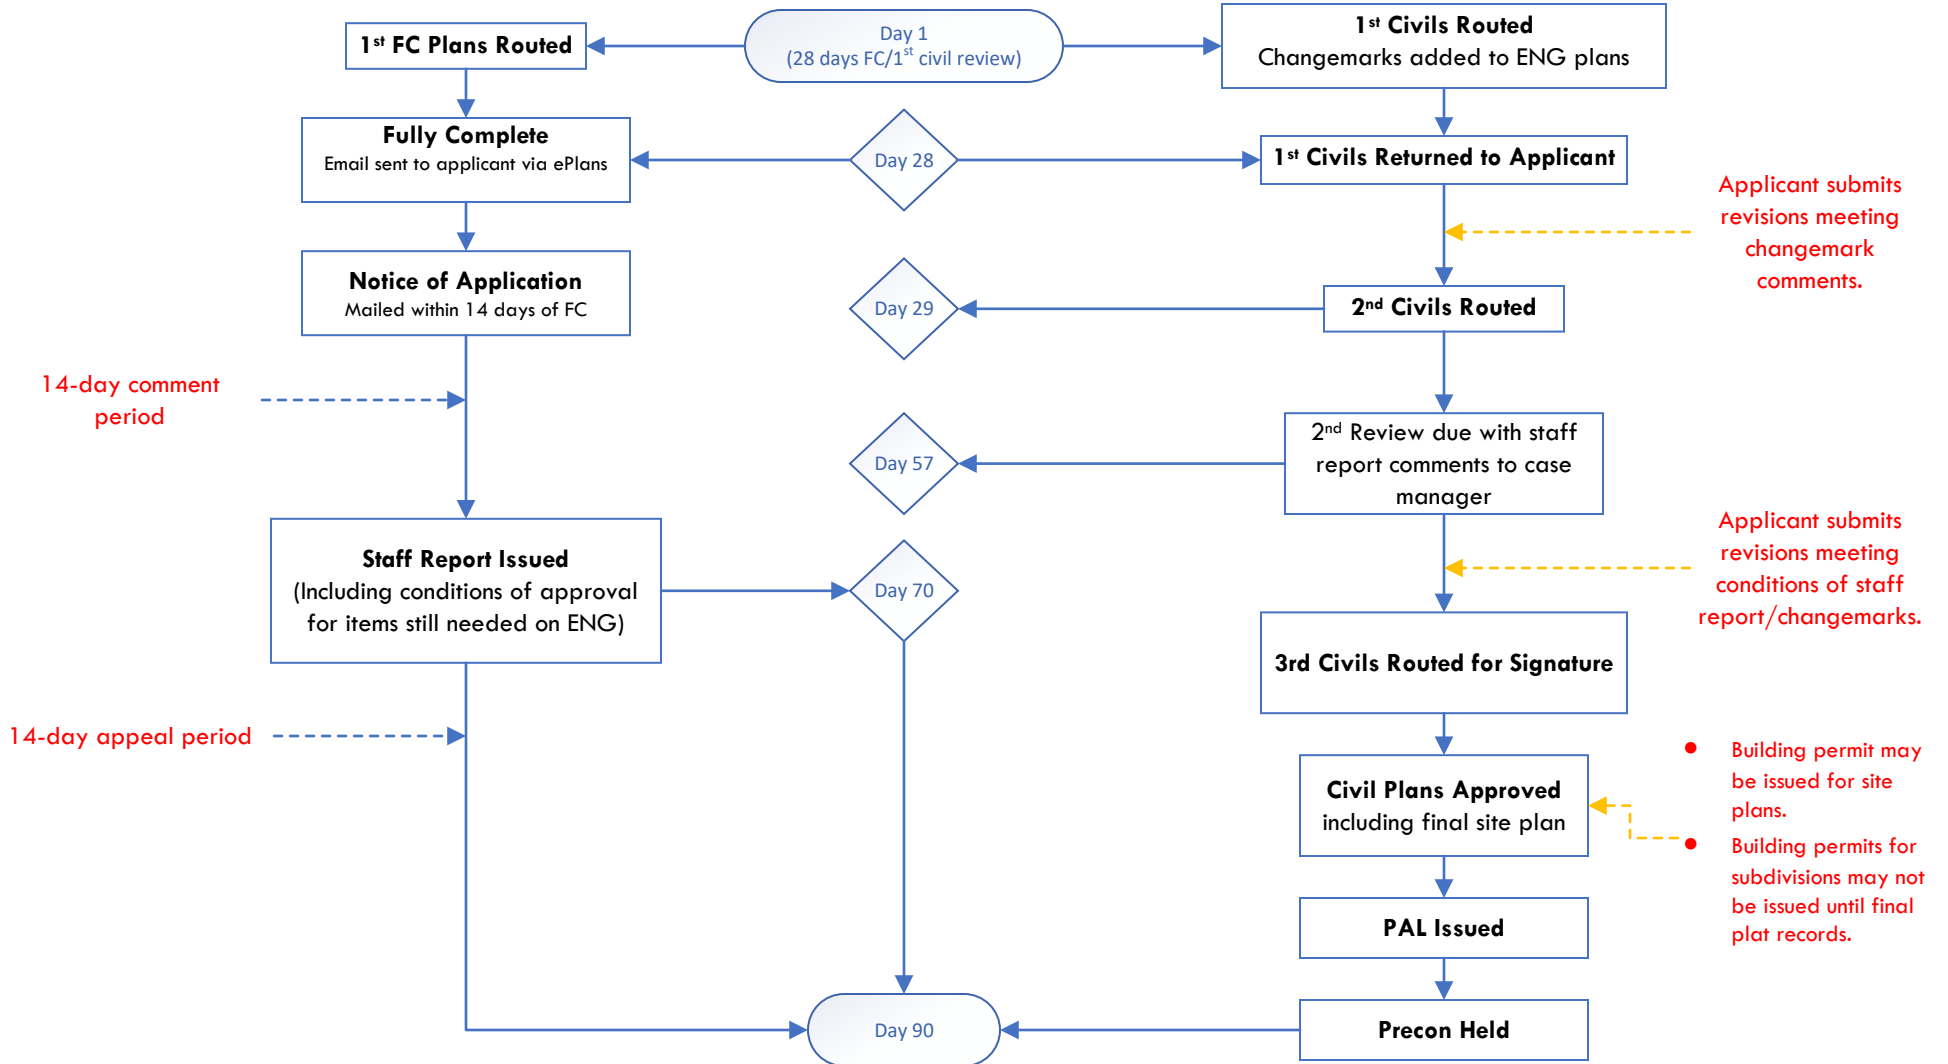 1st FC Plans Routed
Day 1
(28 days FC/1st civil review)
1st Civils Routed
Changemarks added to ENG plans
Fully Complete
Email sent to applicant via ePlans
Day 28
1st Civils Returned to Applicant
Applicant submits
revisions meeting
changemark
comments.
Notice of Application
Mailed within 14 days of FC
Day 29
2nd Civils Routed
14-day comment
period
Day 57
2nd Review due with staff
report comments to case
manager
Applicant submits
revisions meeting
conditions of staff
report/changemarks.
Staff Report Issued
(Including conditions of approval
for items still needed on ENG)
Day 70
3rd Civils Routed for Signature
14-day appeal period
Civil Plans Approved
including final site plan
• Building permit may
be issued for site
plans.
• Building permits for
subdivisions may not
be issued until final
plat records.
PAL Issued
Day 90
Precon Held